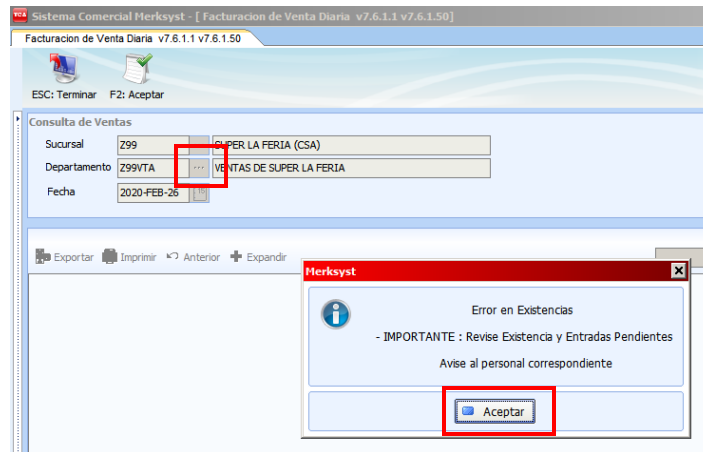 TCA Sistema Comercial Merksyst - [ Facturacion de Venta Diaria v7.6.1.1 v7.6.1.50]
Facturacion de Venta Diaria v7.6.1.1 v7.6.1.50
ESC: Terminar F2: Aceptar
Consulta de Ventas
Sucursal Z99 SUPER LA FERIA (CSA)
Departamento Z99VTA ... VENTAS DE SUPER LA FERIA
Fecha 2020-FEB-26 15
Exportar Imprimir Anterior Expandir
Merksyst
Error en Existencias
- IMPORTANTE : Revise Existencia y Entradas Pendientes
Avise al personal correspondiente
Aceptar